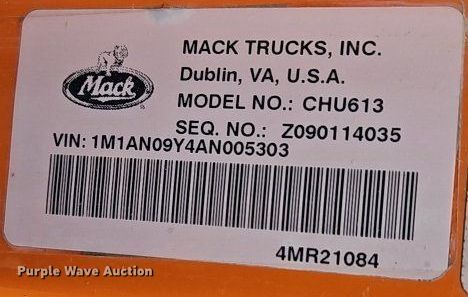 MACK TRUCKS, INC.
Dublin, VA, U.S.A.
MODEL NO.: CHU613
SEQ. NO.: Z090114035
VIN: 1M1AN09Y4AN005303
Mack
4MR21084
Purple Wave Auction